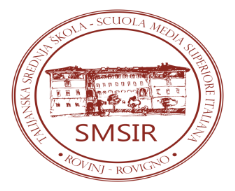 TALIJANSKA SREDNJA ŠKOLA - SCUOLA MEDIA SUPERIORE ITALIANA
SMSIR
• ROVINJ - ROVIGNO •